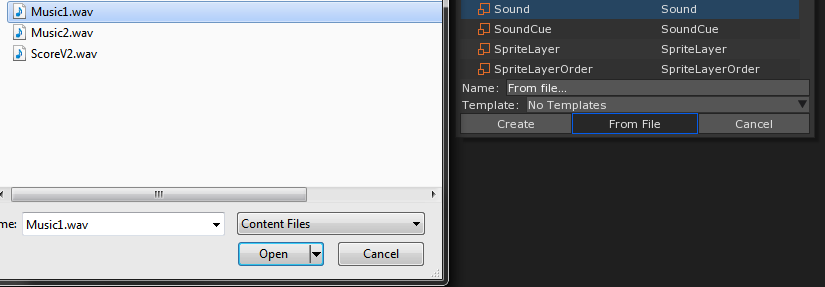 Music1.wav
Music2.wav
ScoreV2.wav
me: Music1.wav
Content Files
Open
Cancel
Sound Sound
SoundCue SoundCue
SpriteLayer SpriteLayer
SpriteLayerOrder SpriteLayerOrder
Name: From file...
Template: No Templates
Create From File Cancel